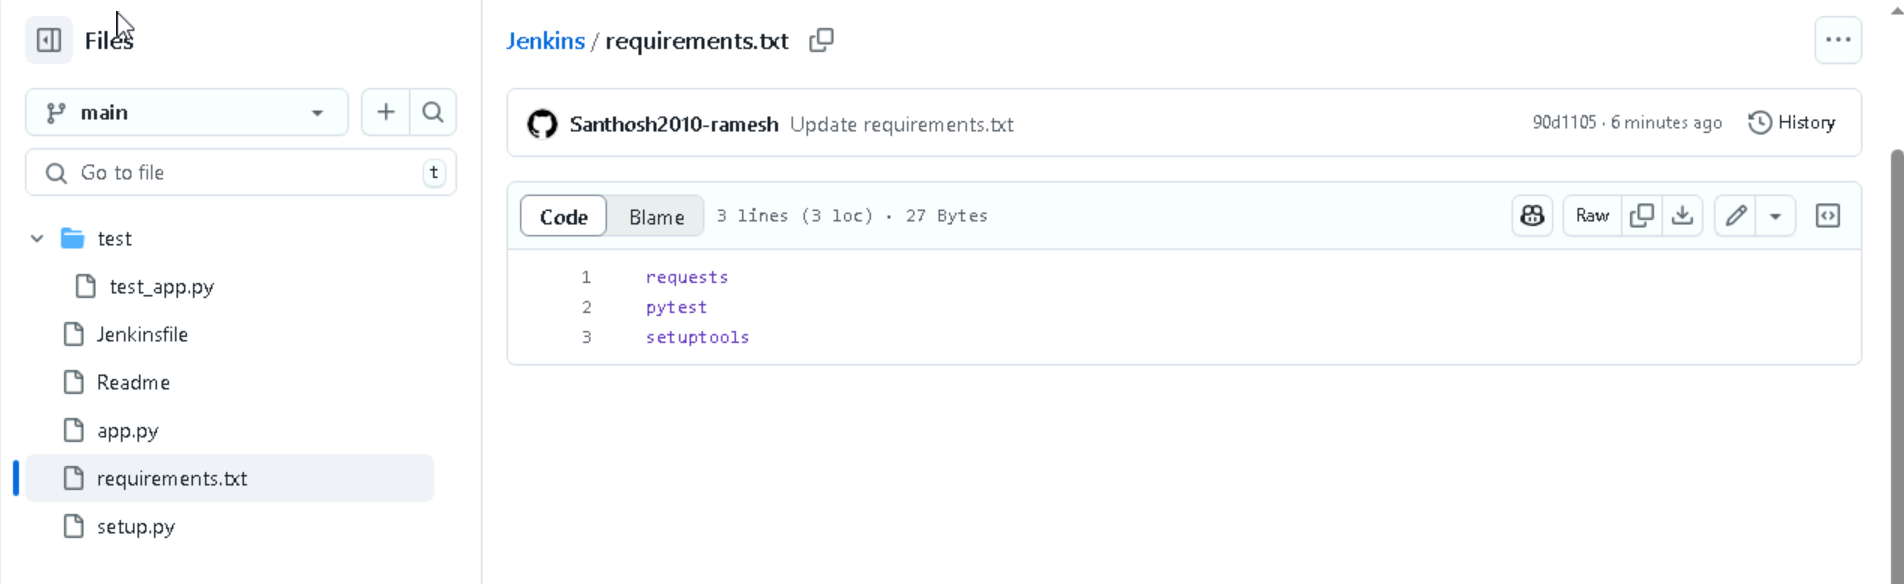 Files
main
Go to file
t
test
test_app.py
Jenkinsfile
Readme
app.py
requirements.txt
setup.py
Jenkins / requirements.txt
Santhosh2010-ramesh Update requirements.txt
90d1105 · 6 minutes ago
History
Code
Blame
3 lines (3 loc) · 27 Bytes
Raw
1 requests
2 pytest
3 setuptools